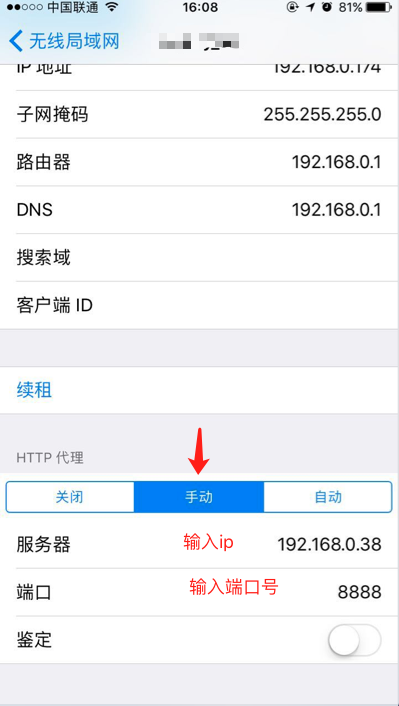 中国联通 16:08 81%
无线局域网
IP 地址 192.168.0.174
子网掩码 255.255.255.0
路由器 192.168.0.1
DNS 192.168.0.1
搜索域
客户端 ID
续租
HTTP 代理
关闭 手动 自动
服务器 输入ip 192.168.0.38
端口 输入端口号 8888
鉴定